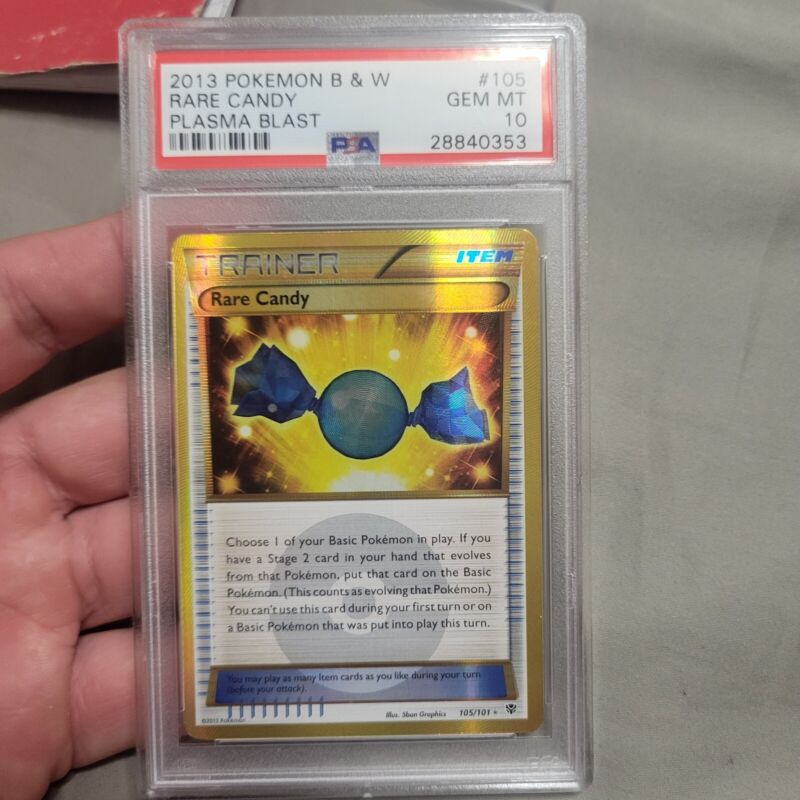 2013 POKEMON B & W #105
RARE CANDY GEM MT
PLASMA BLAST 10
PSA 28840353
TRAINER ITEM
Rare Candy
Choose 1 of your Basic Pokémon in play. If you
have a Stage 2 card in your hand that evolves
from that Pokémon, put that card on the Basic
Pokémon. (This counts as evolving that Pokémon.)
You can't use this card during your first turn or on
a Basic Pokémon that was put into play this turn.
You may play as many Item cards as you like during your turn
(before your attack).
Illus. 5ban Graphics 105/101 ★
©2013 Pokémon